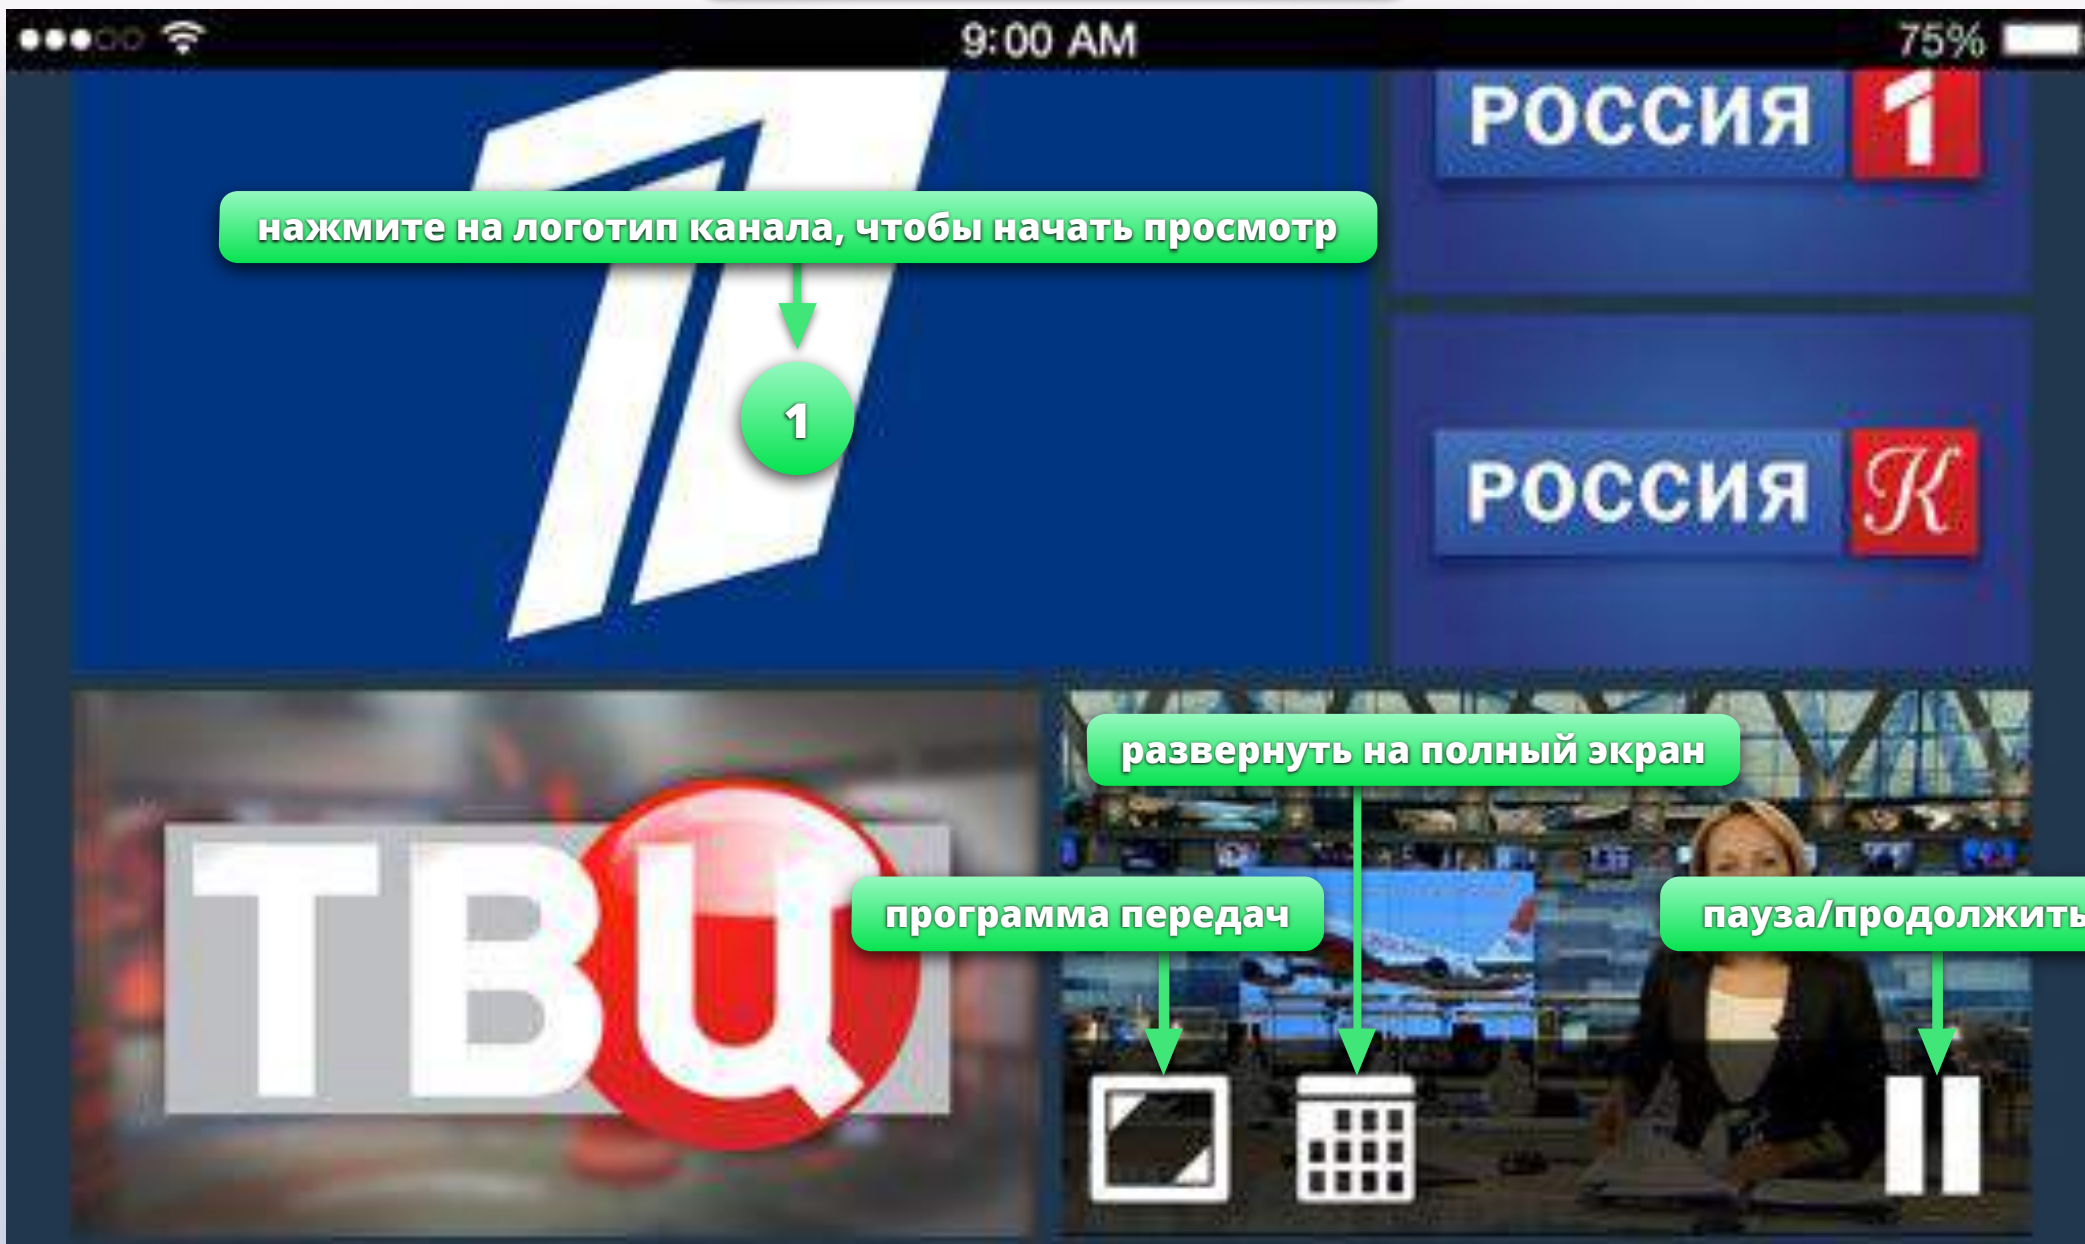 9:00 AM
75%
РОССИЯ 1
нажмите на логотип канала, чтобы начать просмотр
1
РОССИЯ К
развернуть на полный экран
ТВЦ
программа передач
пауза/продолжить